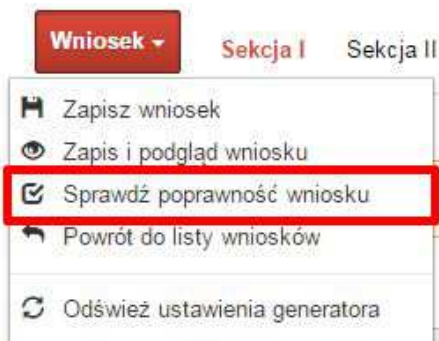 Wniosek Sekcja I Sekcja II
Zapisz wniosek
Zapis i podgląd wniosku
Sprawdź poprawność wniosku
Powrót do listy wniosków
Odśwież ustawienia generatora